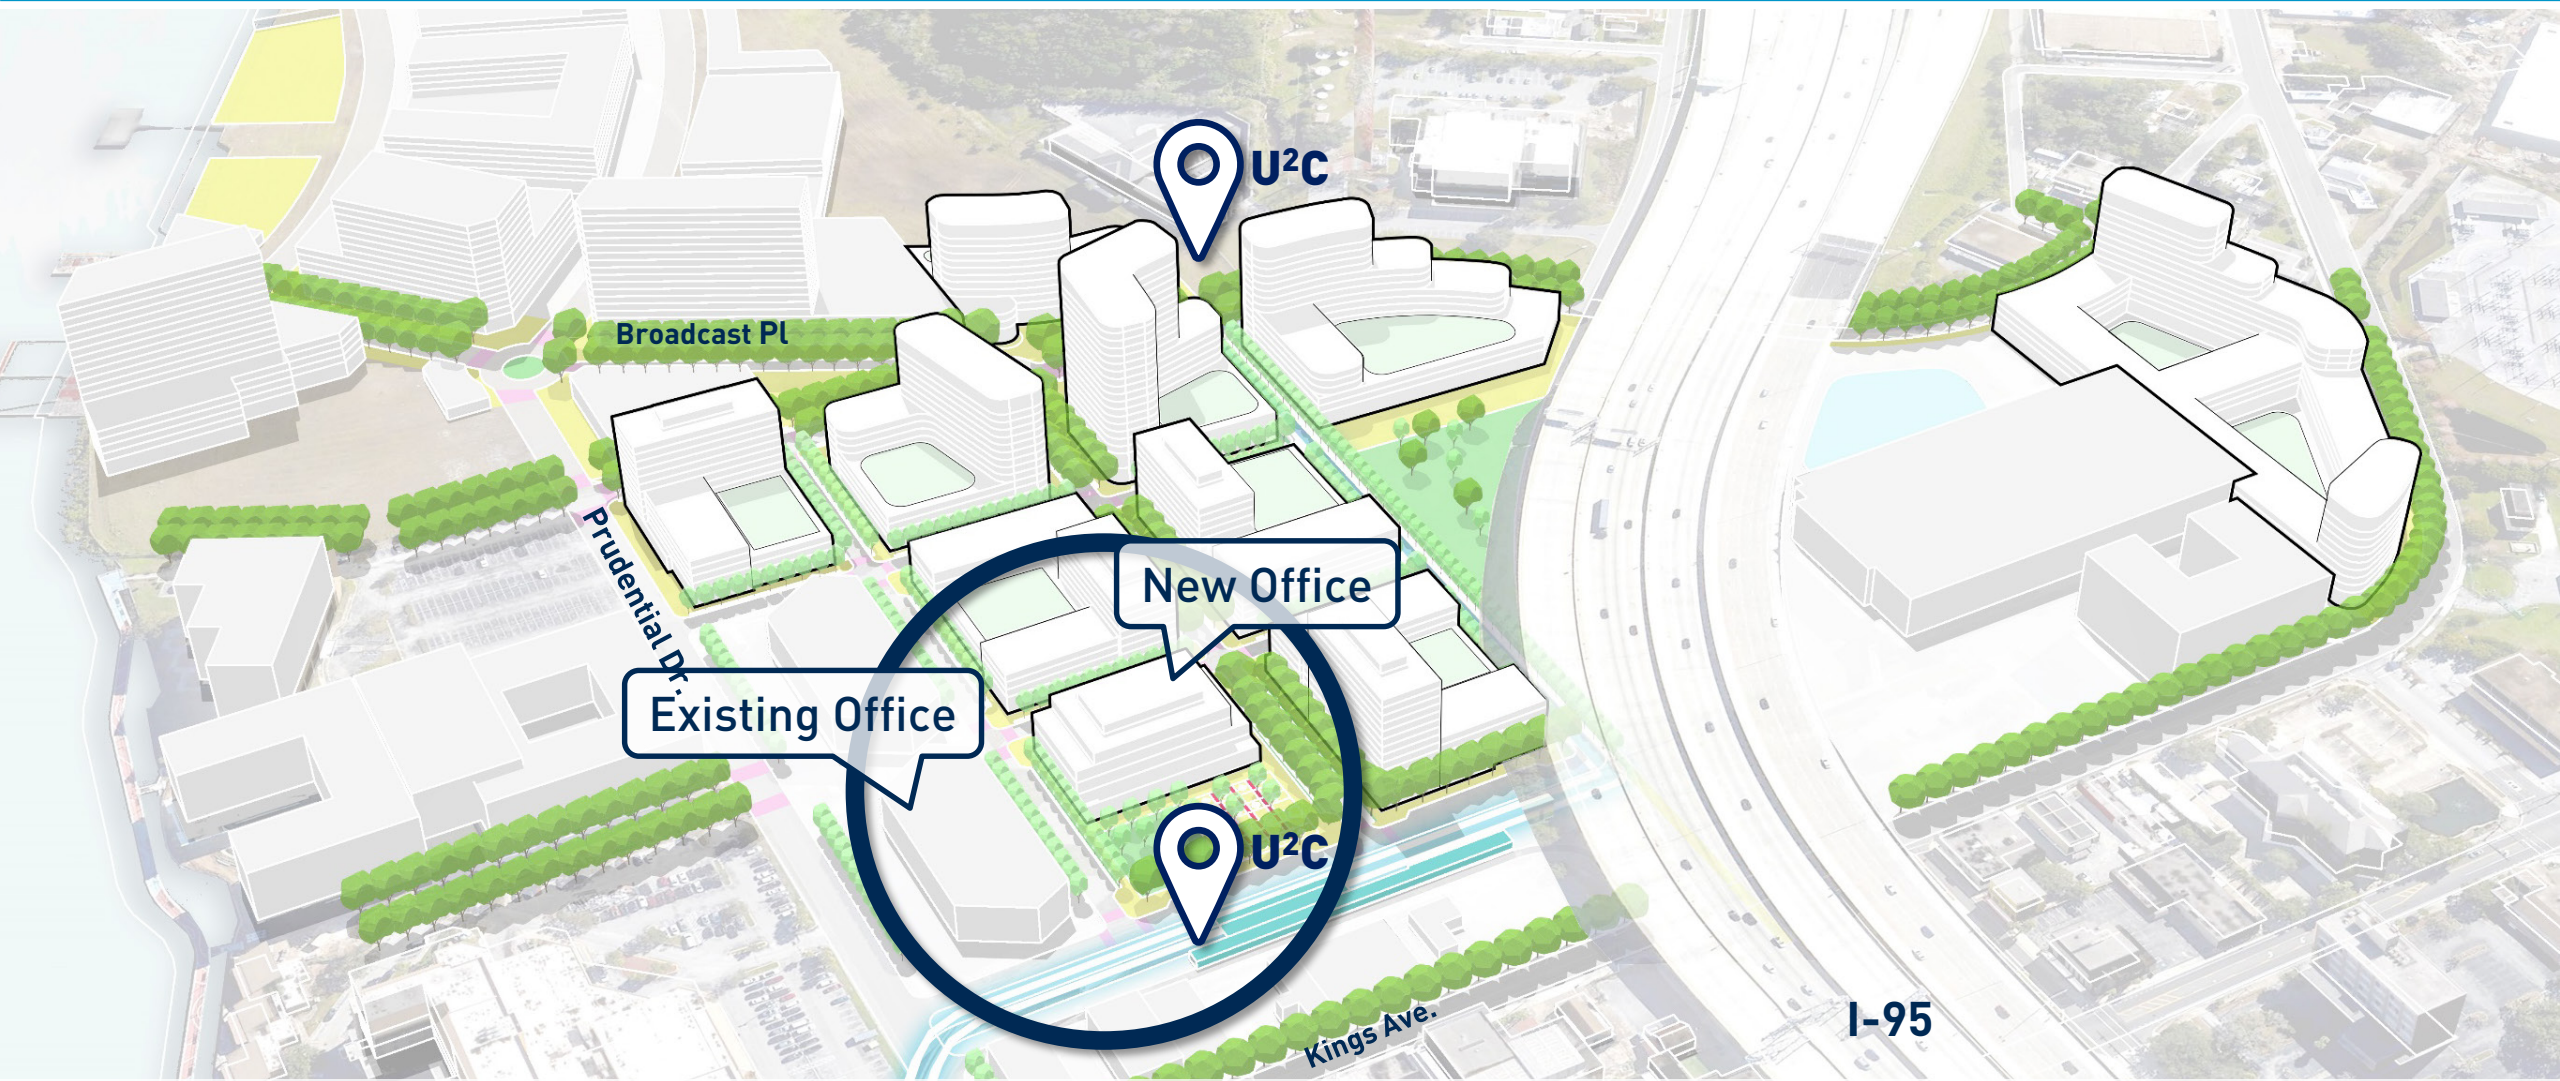 U²C
Broadcast Pl
Prudential Dr.
New Office
Existing Office
U²C
Kings Ave.
I-95